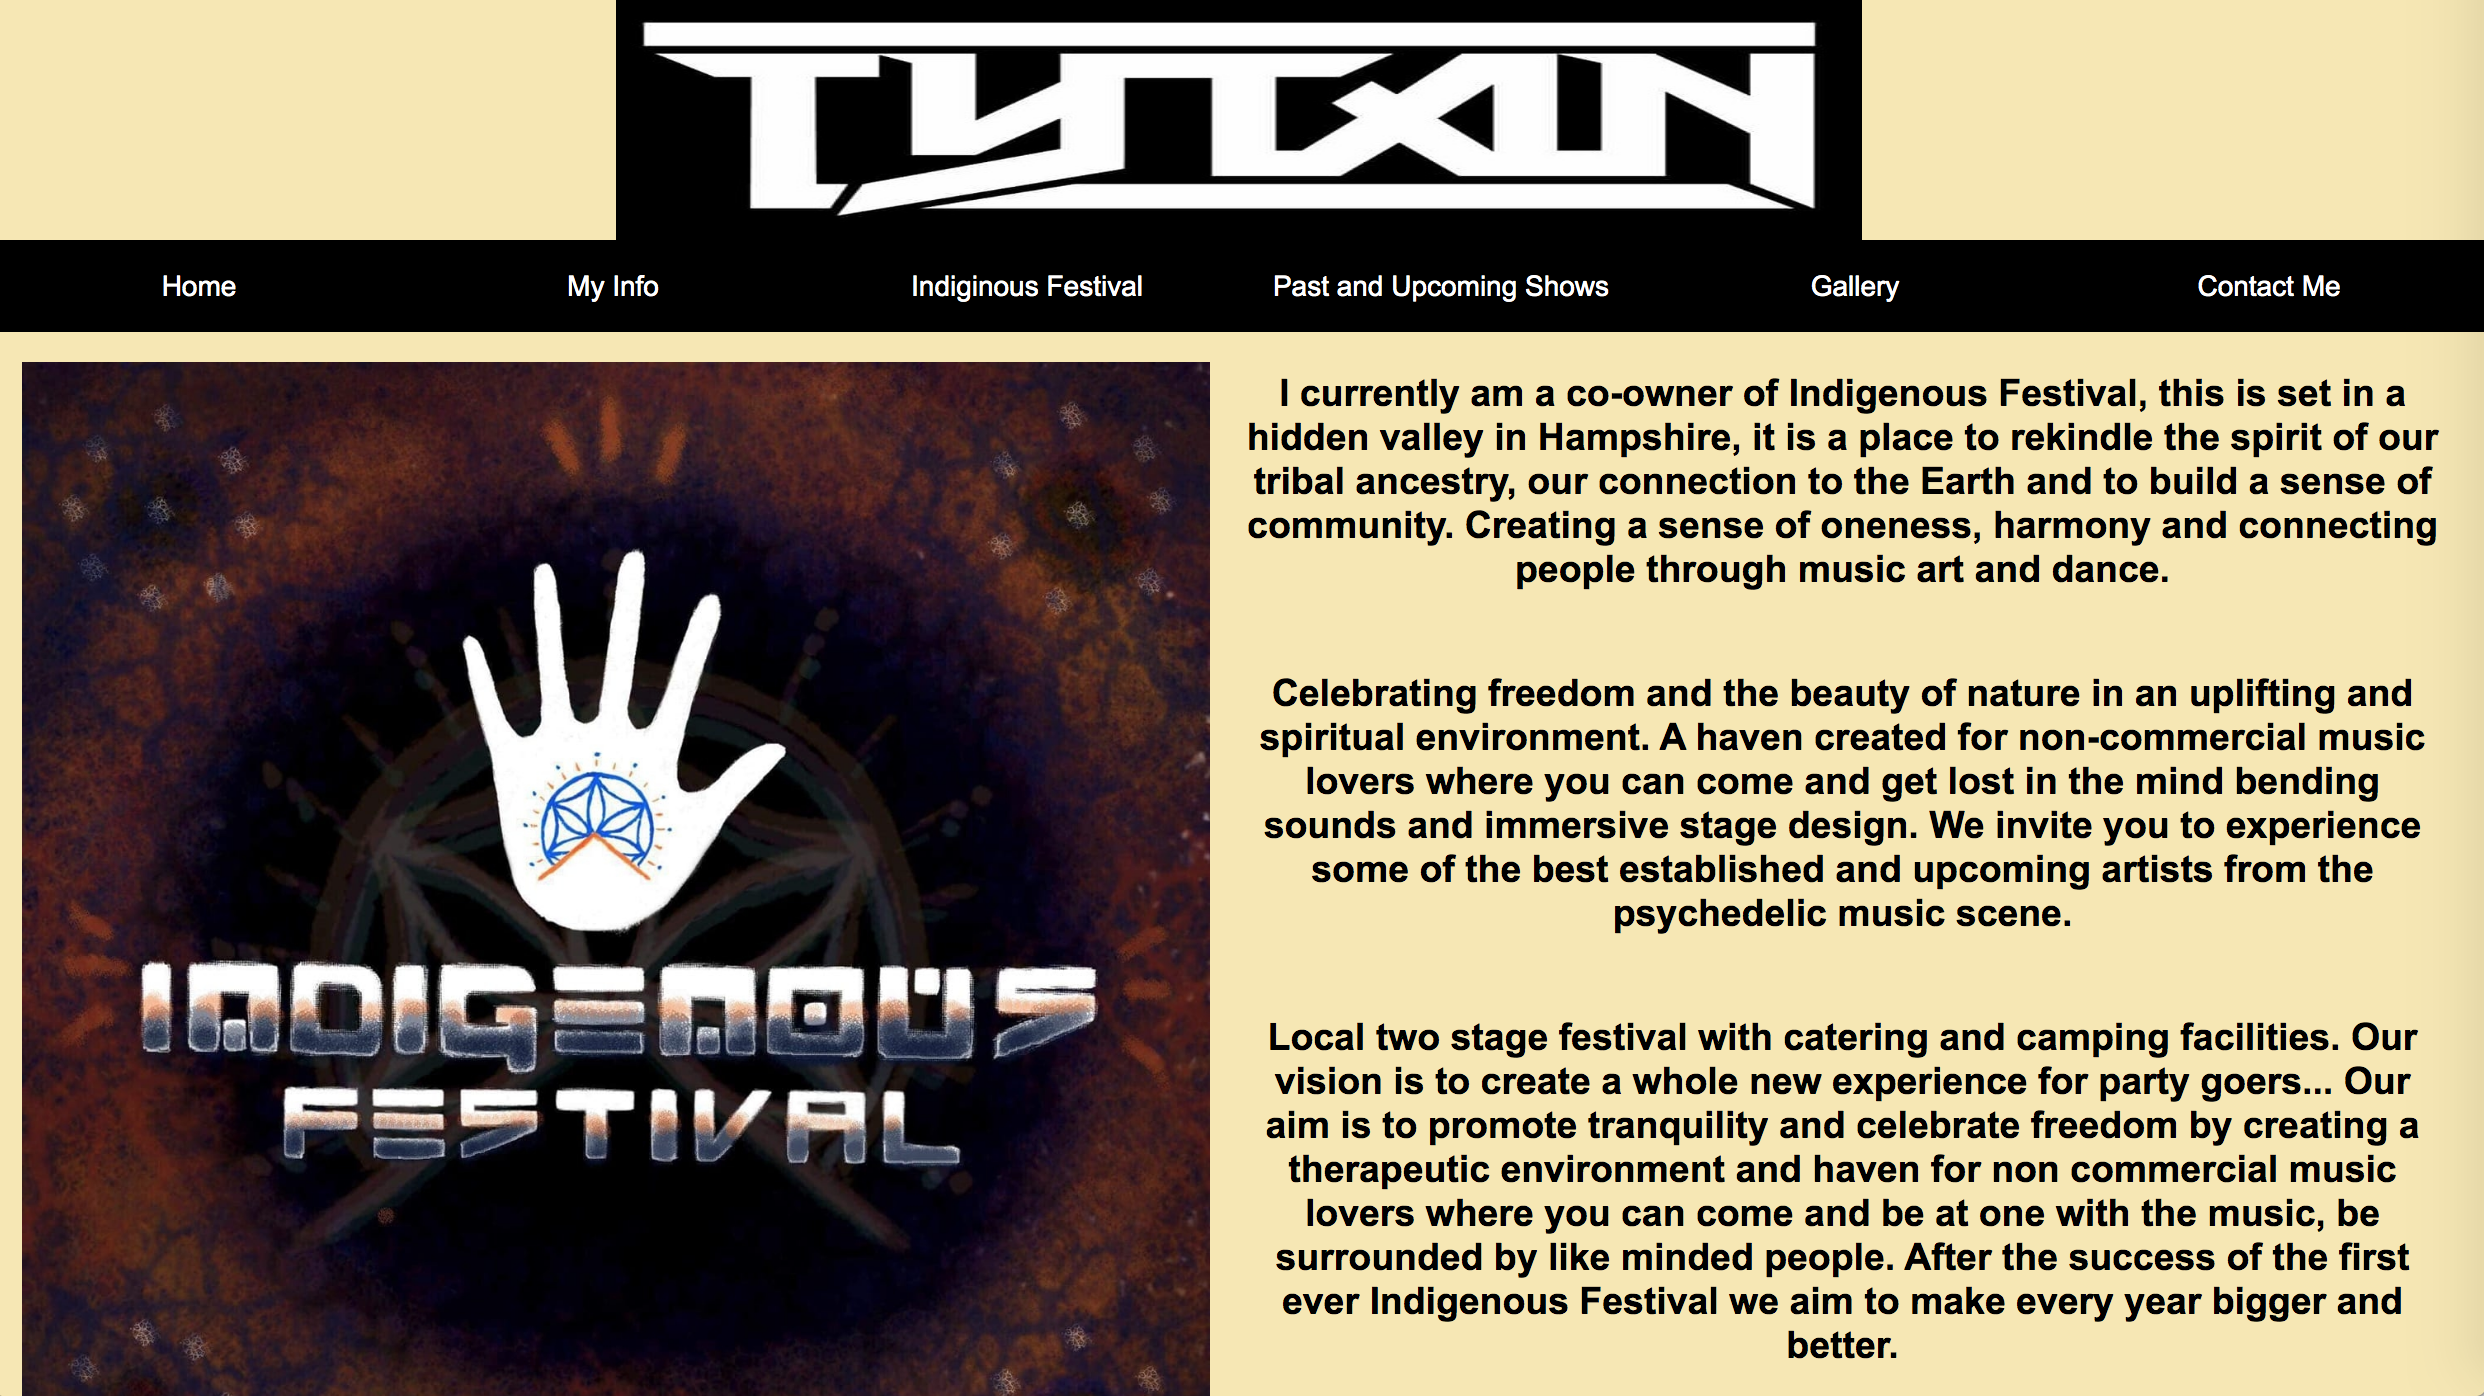 TYTAN
Home My Info Indiginous Festival Past and Upcoming Shows Gallery Contact Me
INDIGENOUS
FESTIVAL
I currently am a co-owner of Indigenous Festival, this is set in a
hidden valley in Hampshire, it is a place to rekindle the spirit of our
tribal ancestry, our connection to the Earth and to build a sense of
community. Creating a sense of oneness, harmony and connecting
people through music art and dance.
Celebrating freedom and the beauty of nature in an uplifting and
spiritual environment. A haven created for non-commercial music
lovers where you can come and get lost in the mind bending
sounds and immersive stage design. We invite you to experience
some of the best established and upcoming artists from the
psychedelic music scene.
Local two stage festival with catering and camping facilities. Our
vision is to create a whole new experience for party goers... Our
aim is to promote tranquility and celebrate freedom by creating a
therapeutic environment and haven for non commercial music
lovers where you can come and be at one with the music, be
surrounded by like minded people. After the success of the first
ever Indigenous Festival we aim to make every year bigger and
better.